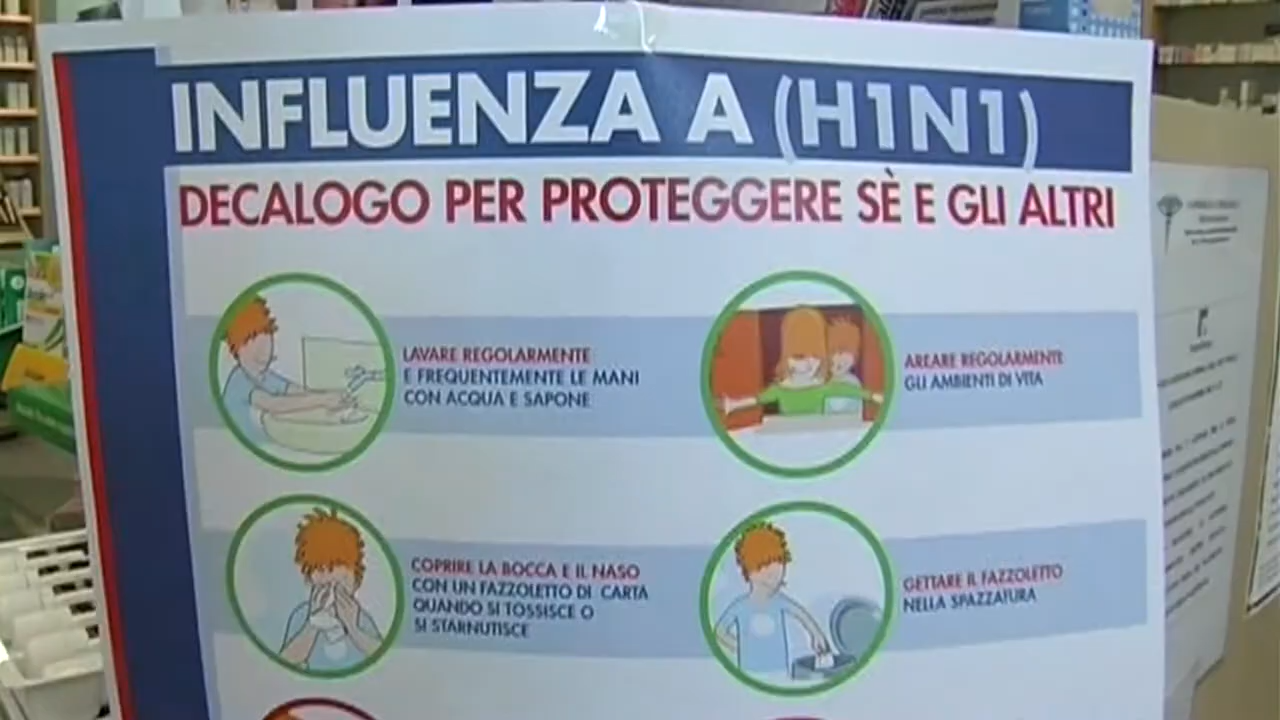 INFLUENZA A (H1N1)
DECALOGO PER PROTEGGERE SÈ E GLI ALTRI
LAVARE REGOLARMENTE
E FREQUENTEMENTE LE MANI
CON ACQUA E SAPONE
AREARE REGOLARMENTE
GLI AMBIENTI DI VITA
COPRIRE LA BOCCA E IL NASO
CON UN FAZZOLETTO DI CARTA
QUANDO SI TOSSISCE O
SI STARNUTISCE
GETTARE IL FAZZOLETTO
NELLA SPAZZATURA